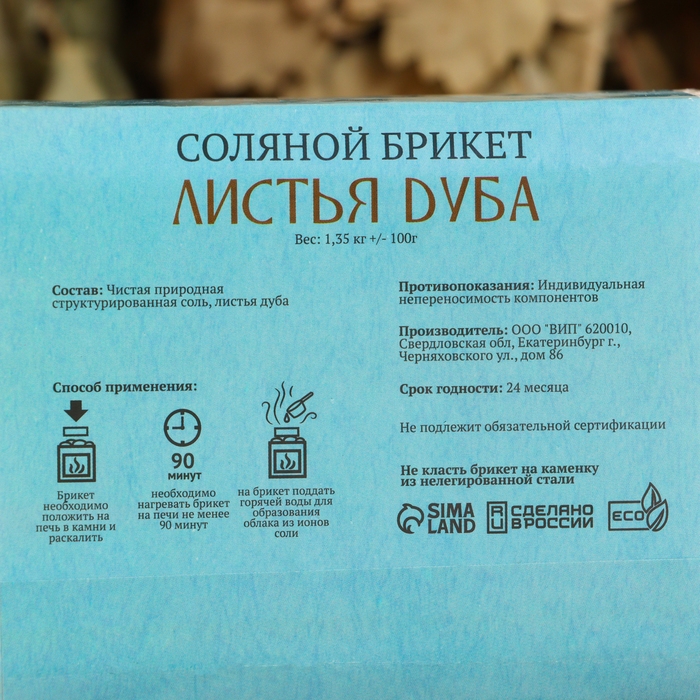 СОЛЯНОЙ БРИКЕТ
ЛИСТЬЯ DУБА
Вес: 1,35 кг +/- 100г
Состав: Чистая природная
структурированная соль, листья дуба
Способ применения:
Брикет
необходимо
положить на
печь в камни и
раскалить
90
минут
необходимо
нагревать брикет
на печи не менее
90 минут
на брикет поддать
горячей воды для
образования
облака из ионов
соли
Противопоказания: Индивидуальная
непереносимость компонентов
Производитель: ООО "ВИП" 620010,
Свердловская обл, Екатеринбург г.,
Черняховского ул., дом 86
Срок годности: 24 месяца
Не подлежит обязательной сертификации
Не класть брикет на каменку
из нелегированной стали
SIMA
LAND
RU
СДЕЛАНО
В РОССИИ
ECO